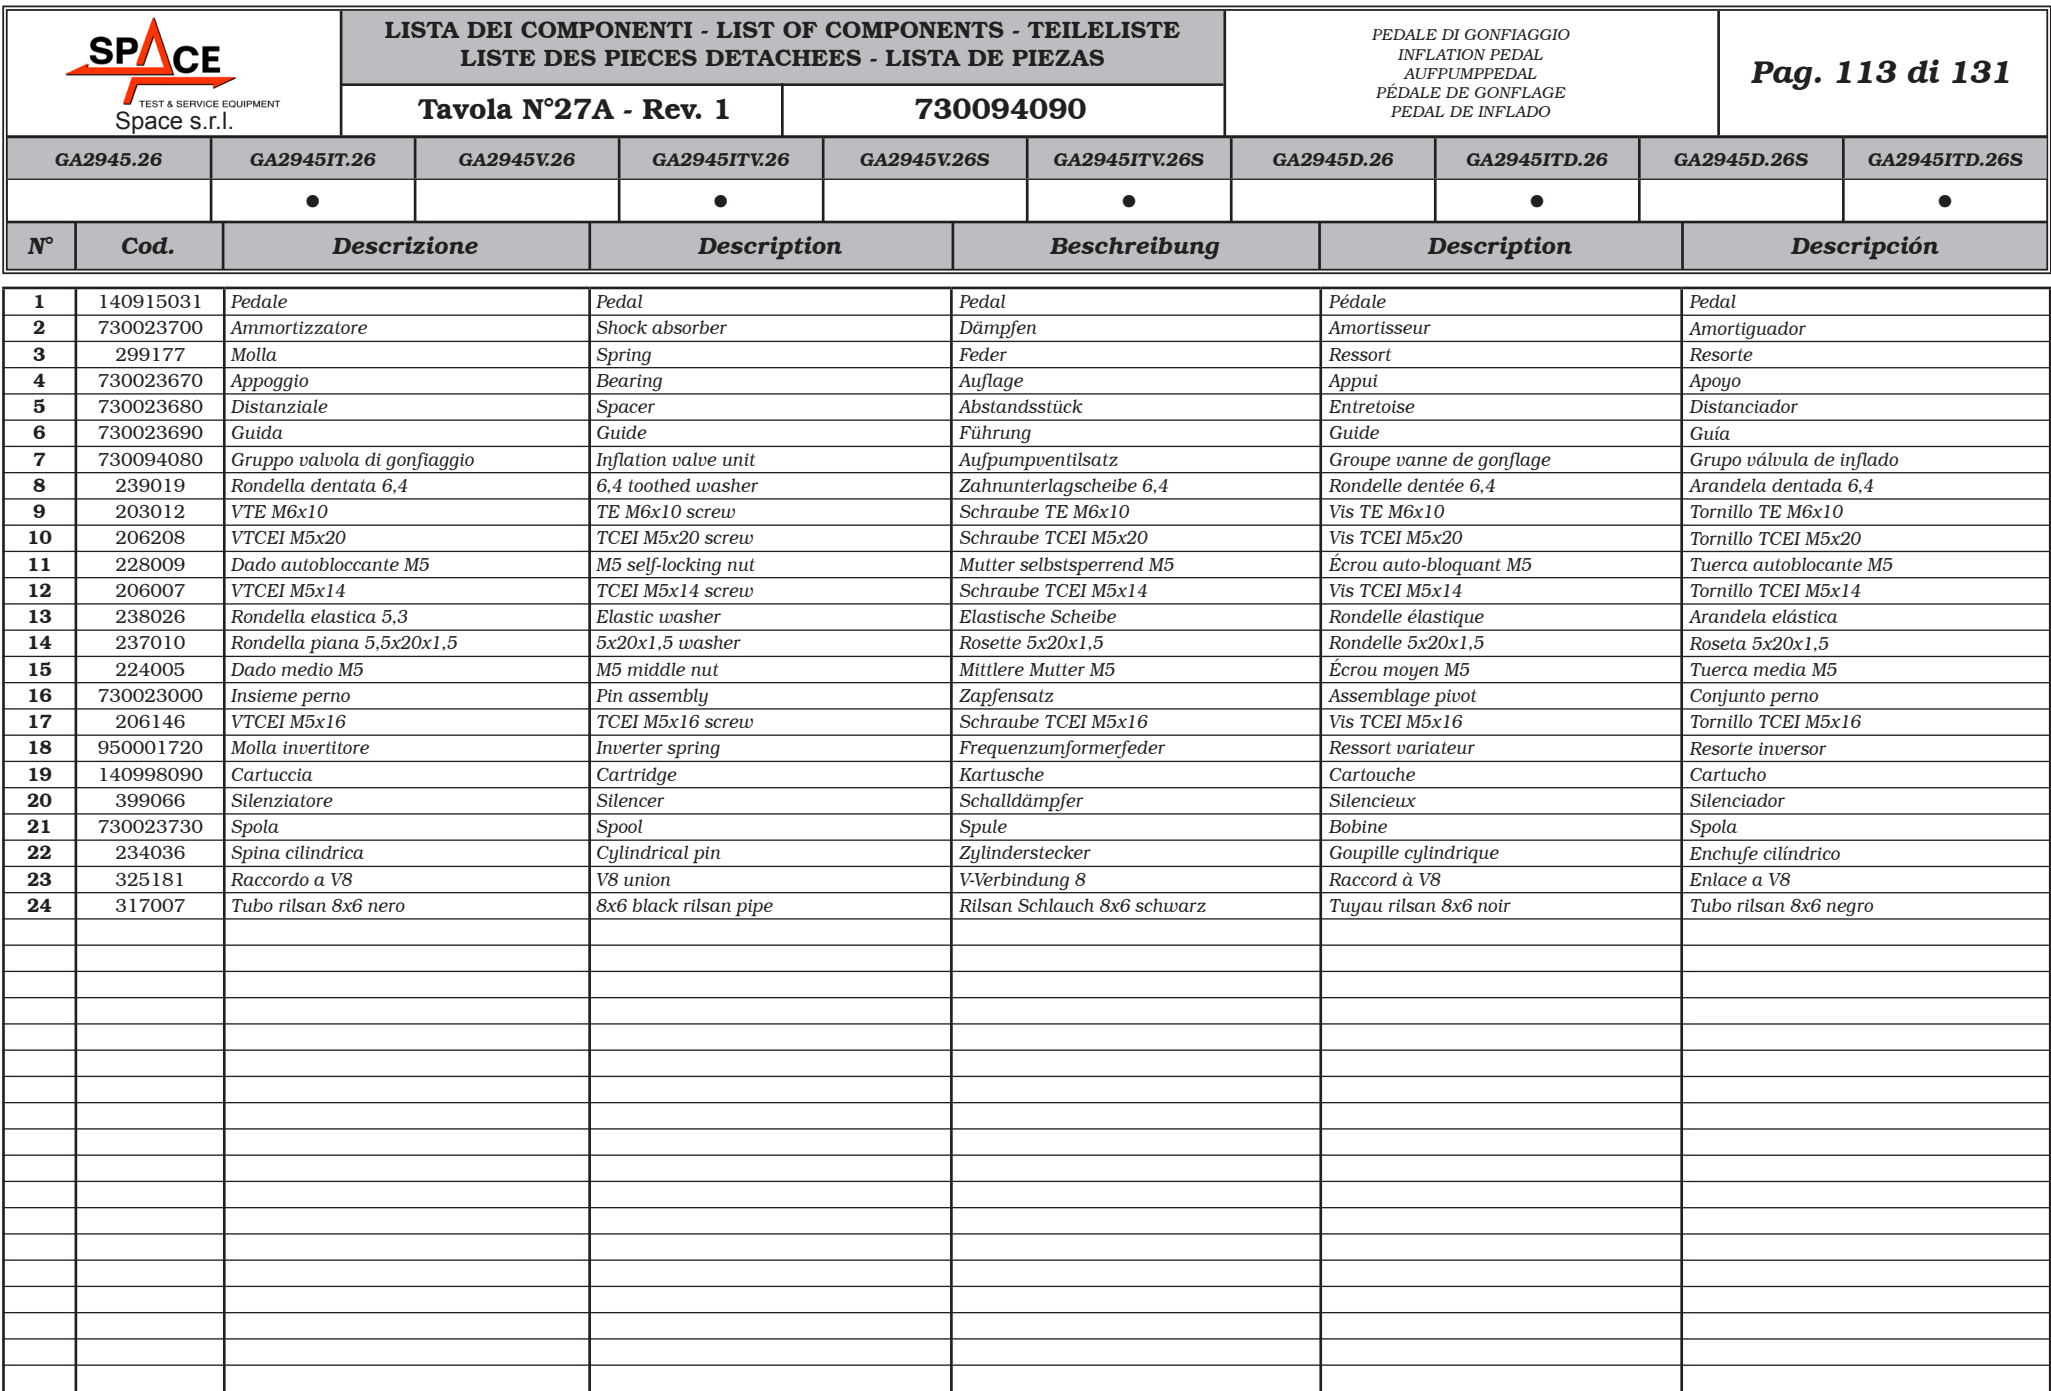 SPACE
TEST & SERVICE EQUIPMENT
Space s.r.l.
LISTA DEI COMPONENTI - LIST OF COMPONENTS - TEILELISTE
LISTE DES PIECES DETACHEES - LISTA DE PIEZAS
Tavola N°27A - Rev. 1 730094090
PEDALE DI GONFIAGGIO
INFLATION PEDAL
AUFPUMPPEDAL
PÉDALE DE GONFLAGE
PEDAL DE INFLADO
Pag. 113 di 131
GA2945.26 GA2945IT.26 GA2945V.26 GA2945ITV.26 GA2945V.26S GA2945ITV.26S GA2945D.26 GA2945ITD.26 GA2945D.26S GA2945ITD.26S
● ● ● ● ●
N° Cod. Descrizione Description Beschreibung Description Descripción
1 140915031 Pedale Pedal Pedal Pédale Pedal
2 730023700 Ammortizzatore Shock absorber Dämpfen Amortisseur Amortiguador
3 299177 Molla Spring Feder Ressort Resorte
4 730023670 Appoggio Bearing Auflage Appui Apoyo
5 730023680 Distanziale Spacer Abstandsstück Entretoise Distanciador
6 730023690 Guida Guide Führung Guide Guía
7 730094080 Gruppo valvola di gonfiaggio Inflation valve unit Aufpumpventilsatz Groupe vanne de gonflage Grupo válvula de inflado
8 239019 Rondella dentata 6,4 6,4 toothed washer Zahnunterlagscheibe 6,4 Rondelle dentée 6,4 Arandela dentada 6,4
9 203012 VTE M6x10 TE M6x10 screw Schraube TE M6x10 Vis TE M6x10 Tornillo TE M6x10
10 206208 VTCEI M5x20 TCEI M5x20 screw Schraube TCEI M5x20 Vis TCEI M5x20 Tornillo TCEI M5x20
11 228009 Dado autobloccante M5 M5 self-locking nut Mutter selbstsperrend M5 Écrou auto-bloquant M5 Tuerca autoblocante M5
12 206007 VTCEI M5x14 TCEI M5x14 screw Schraube TCEI M5x14 Vis TCEI M5x14 Tornillo TCEI M5x14
13 238026 Rondella elastica 5,3 Elastic washer Elastische Scheibe Rondelle élastique Arandela elástica
14 237010 Rondella piana 5,5x20x1,5 5x20x1,5 washer Rosette 5x20x1,5 Rondelle 5x20x1,5 Roseta 5x20x1,5
15 224005 Dado medio M5 M5 middle nut Mittlere Mutter M5 Écrou moyen M5 Tuerca media M5
16 730023000 Insieme perno Pin assembly Zapfensatz Assemblage pivot Conjunto perno
17 206146 VTCEI M5x16 TCEI M5x16 screw Schraube TCEI M5x16 Vis TCEI M5x16 Tornillo TCEI M5x16
18 950001720 Molla invertitore Inverter spring Frequenzumformerfeder Ressort variateur Resorte inversor
19 140998090 Cartuccia Cartridge Kartusche Cartouche Cartucho
20 399066 Silenziatore Silencer Schalldämpfer Silencieux Silenciador
21 730023730 Spola Spool Spule Bobine Spola
22 234036 Spina cilindrica Cylindrical pin Zylinderstecker Goupille cylindrique Enchufe cilíndrico
23 325181 Raccordo a V8 V8 union V-Verbindung 8 Raccord à V8 Enlace a V8
24 317007 Tubo rilsan 8x6 nero 8x6 black rilsan pipe Rilsan Schlauch 8x6 schwarz Tuyau rilsan 8x6 noir Tubo rilsan 8x6 negro